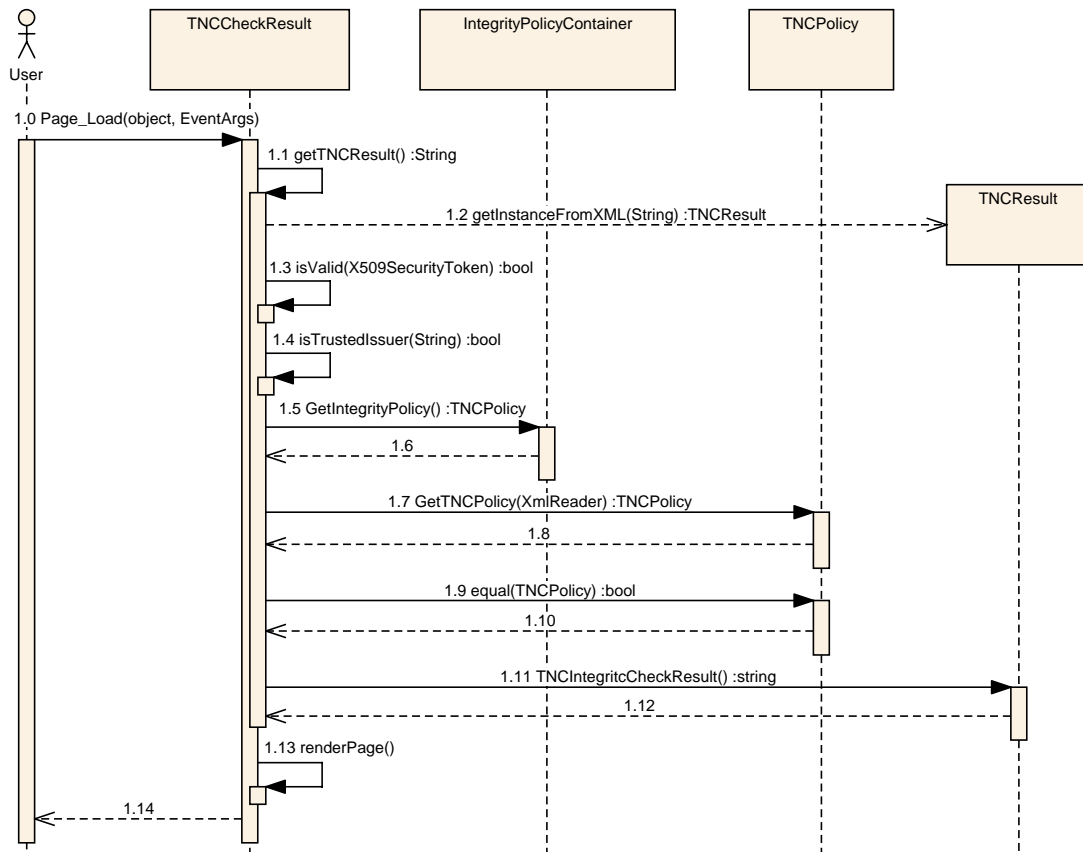 TNCCheckResult
IntegrityPolicyContainer
TNCPolicy
User
1.0 Page_Load(object, EventArgs)
1.1 getTNCResult() :String
TNCResult
1.2 getInstanceFromXML(String) :TNCResult
1.3 isValid(X509SecurityToken) :bool
1.4 isTrustedIssuer(String) :bool
1.5 GetIntegrityPolicy() :TNCPolicy
1.6
1.7 GetTNCPolicy(XmlReader) :TNCPolicy
1.8
1.9 equal(TNCPolicy) :bool
1.10
1.11 TNCIntegritcCheckResult() :string
1.12
1.13 renderPage()
1.14